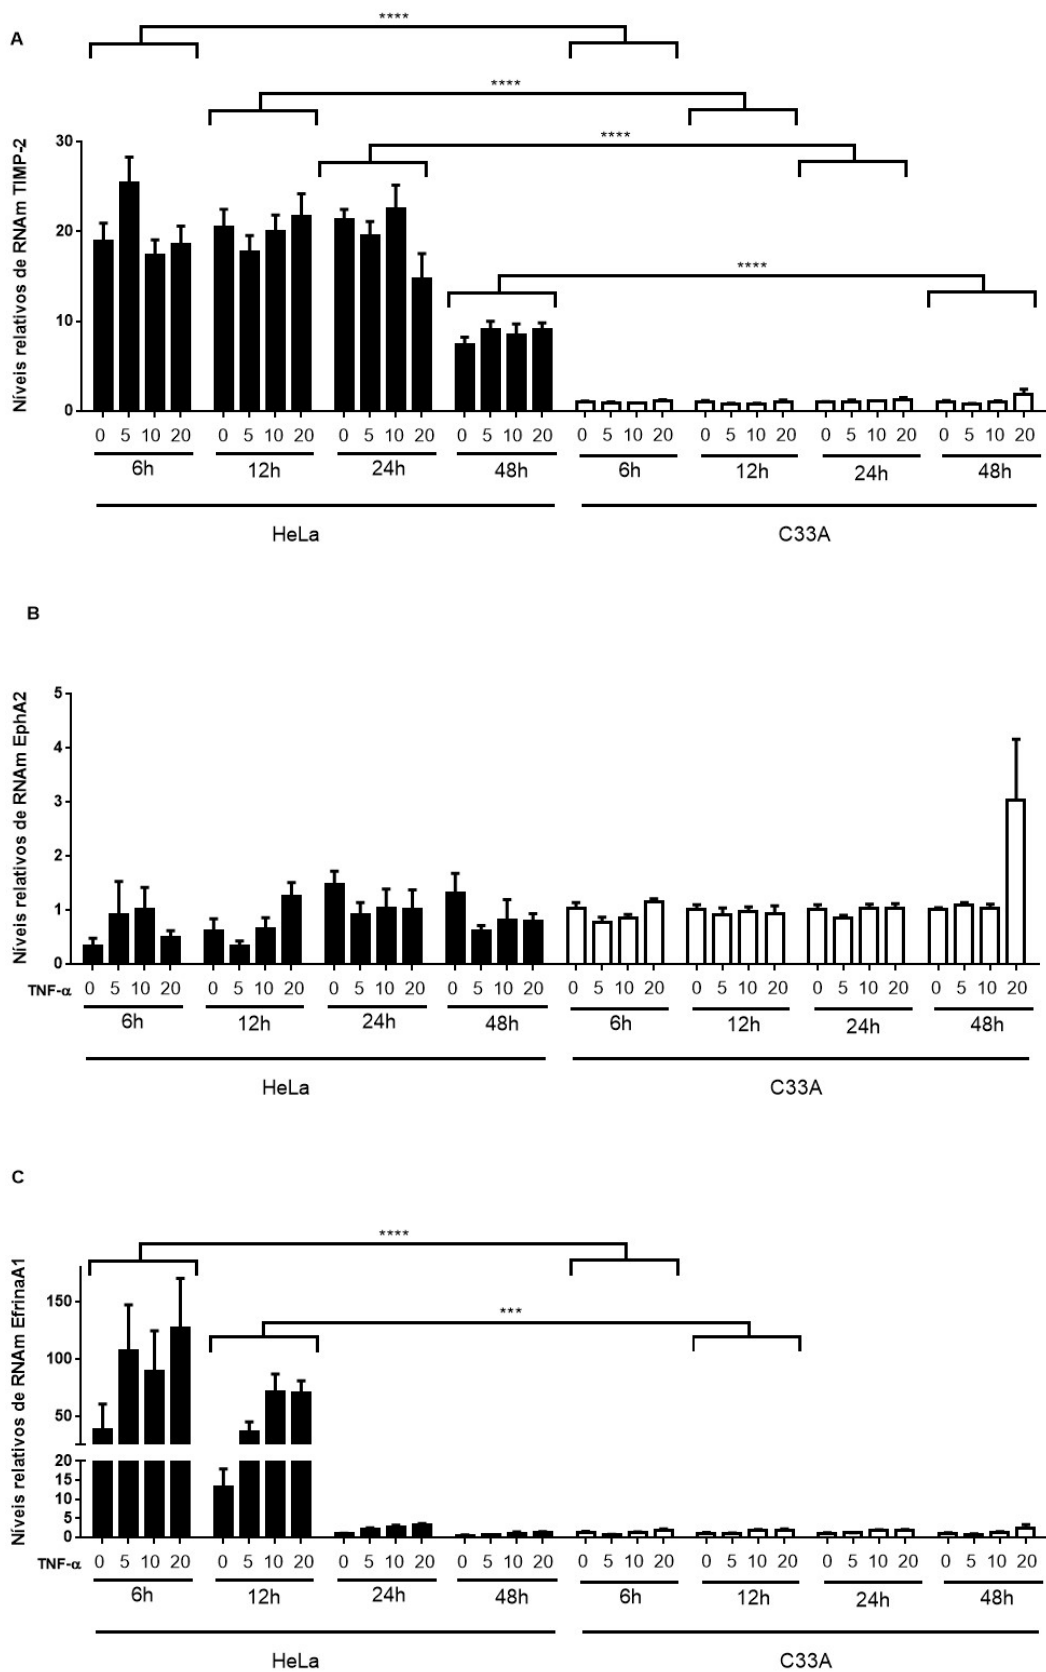 A
****
****
****
****
Níveis relativos de RNAm TIMP-2
30
20
10
0
0 5 10 20 0 5 10 20 0 5 10 20 0 5 10 20 0 5 10 20 0 5 10 20 0 5 10 20 0 5 10 20
6h 12h 24h 48h 6h 12h 24h 48h
HeLa C33A
B
Níveis relativos de RNAm EphA2
5
4
3
2
1
0
TNF-α 0 5 10 20 0 5 10 20 0 5 10 20 0 5 10 20 0 5 10 20 0 5 10 20 0 5 10 20 0 5 10 20
6h 12h 24h 48h 6h 12h 24h 48h
HeLa C33A
C
****
***
Níveis relativos de RNAm EfrinaA1
150
100
50
20
15
10
5
0
TNF-α 0 5 10 20 0 5 10 20 0 5 10 20 0 5 10 20 0 5 10 20 0 5 10 20 0 5 10 20 0 5 10 20
6h 12h 24h 48h 6h 12h 24h 48h
HeLa C33A